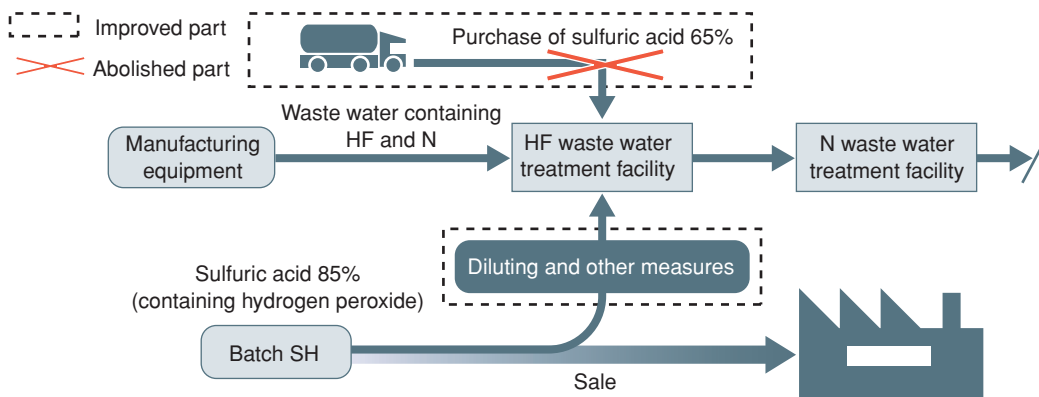 Improved part
Abolished part
Purchase of sulfuric acid 65%
Waste water containing
HF and N
Manufacturing
equipment
HF waste water
treatment facility
N waste water
treatment facility
Diluting and other measures
Sulfuric acid 85%
(containing hydrogen peroxide)
Batch SH
Sale